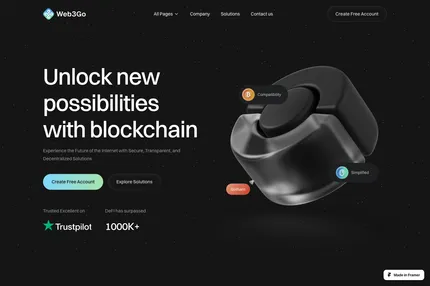 Web3Go
All Pages
Company
Solutions
Contact us
Create Free Account
Unlock new
possibilities
with blockchain
Experience the Future of the Internet with Secure, Transparent, and
Decentralized Solutions
Create Free Account
Explore Solutions
Trusted Excellent on
Trustpilot
DeFi has surpassed
1000K+
Compatibility
Simplified
Made in Framer